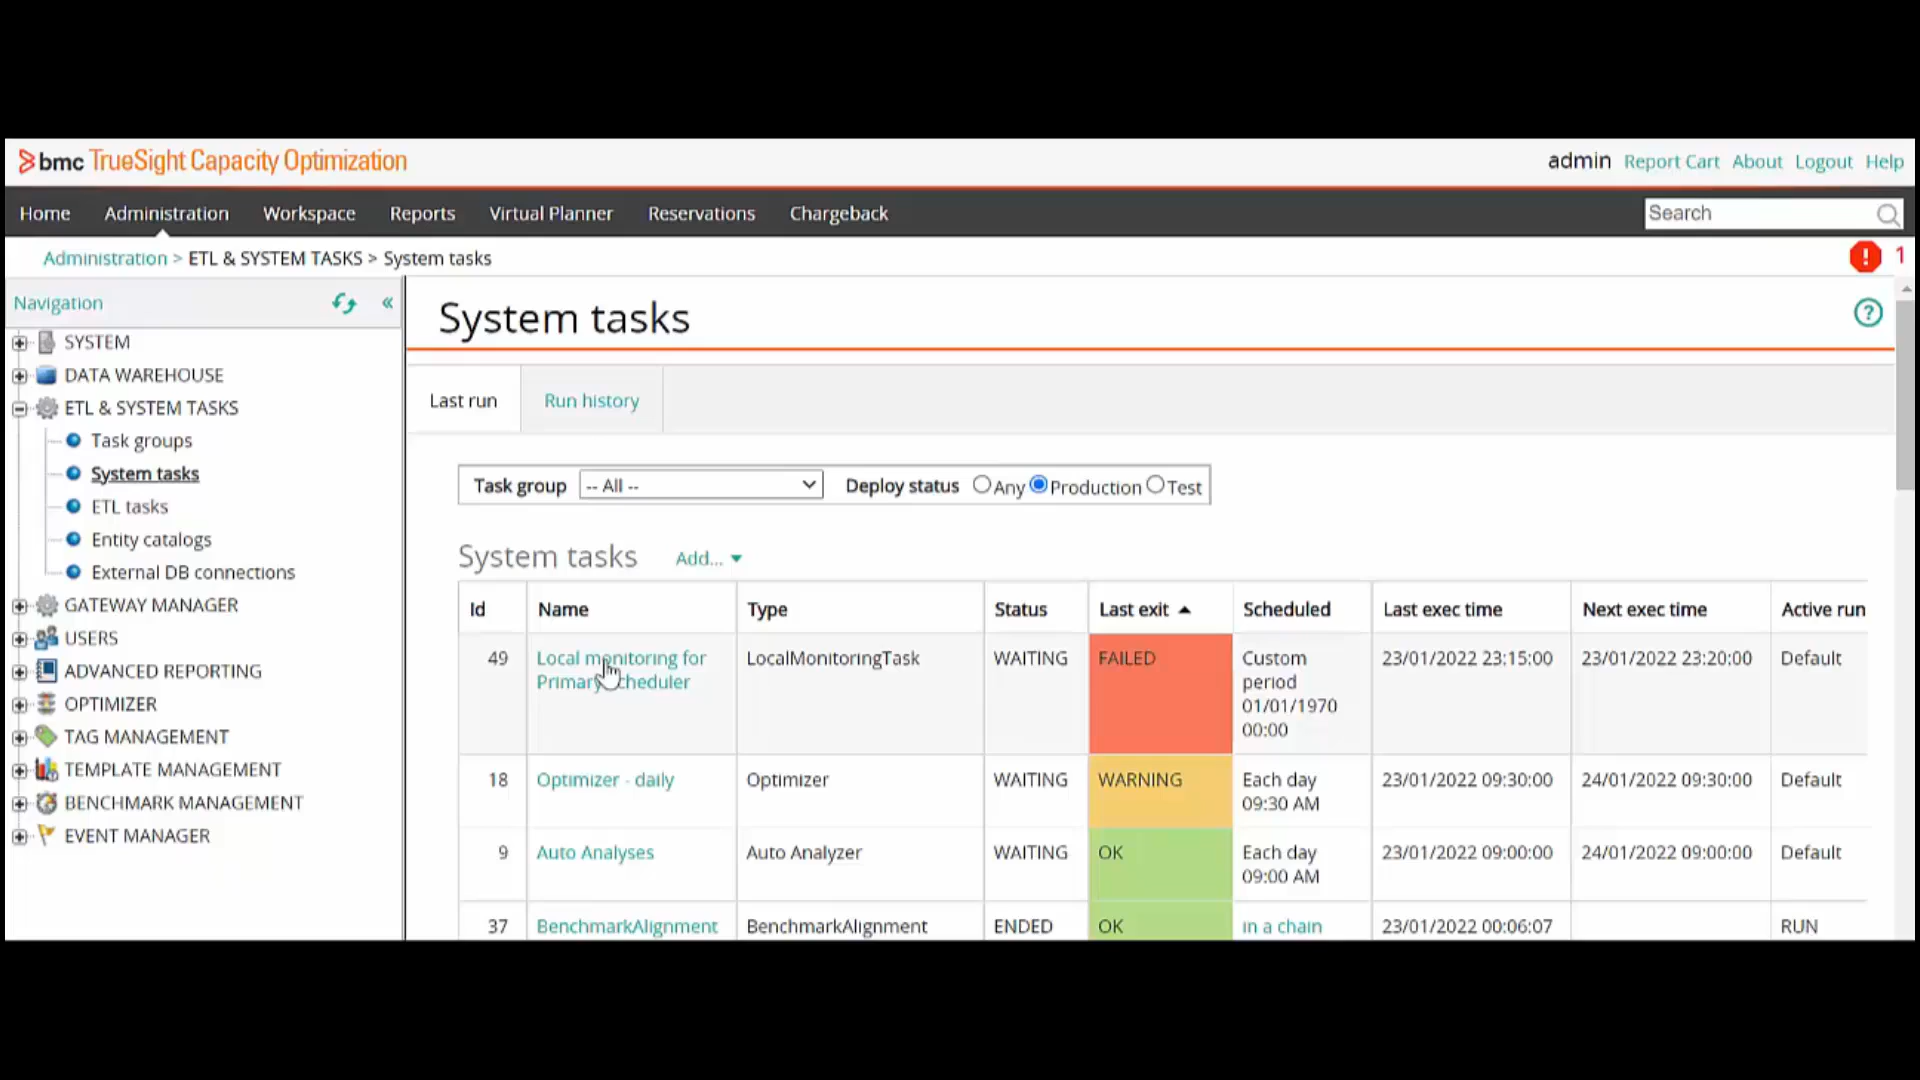 bmc TrueSight Capacity Optimization
admin Report Cart About Logout Help
Home Administration Workspace Reports Virtual Planner Reservations Chargeback
Search
Administration > ETL & SYSTEM TASKS > System tasks
1
Navigation
SYSTEM
DATA WAREHOUSE
ETL & SYSTEM TASKS
Task groups
System tasks
ETL tasks
Entity catalogs
External DB connections
GATEWAY MANAGER
USERS
ADVANCED REPORTING
OPTIMIZER
TAG MANAGEMENT
TEMPLATE MANAGEMENT
BENCHMARK MANAGEMENT
EVENT MANAGER
System tasks
Last run Run history
Task group -- All -- Deploy status Any Production Test
System tasks Add...
Id Name Type Status Last exit Scheduled Last exec time Next exec time Active run
49 Local monitoring for LocalMonitoringTask WAITING FAILED Custom 23/01/2022 23:15:00 23/01/2022 23:20:00 Default
Primary scheduler period
01/01/1970
00:00
18 Optimizer - daily Optimizer WAITING WARNING Each day 23/01/2022 09:30:00 24/01/2022 09:30:00 Default
09:30 AM
9 Auto Analyses Auto Analyzer WAITING OK Each day 23/01/2022 09:00:00 24/01/2022 09:00:00 Default
09:00 AM
37 BenchmarkAlignment BenchmarkAlignment ENDED OK in a chain 23/01/2022 00:06:07 RUN